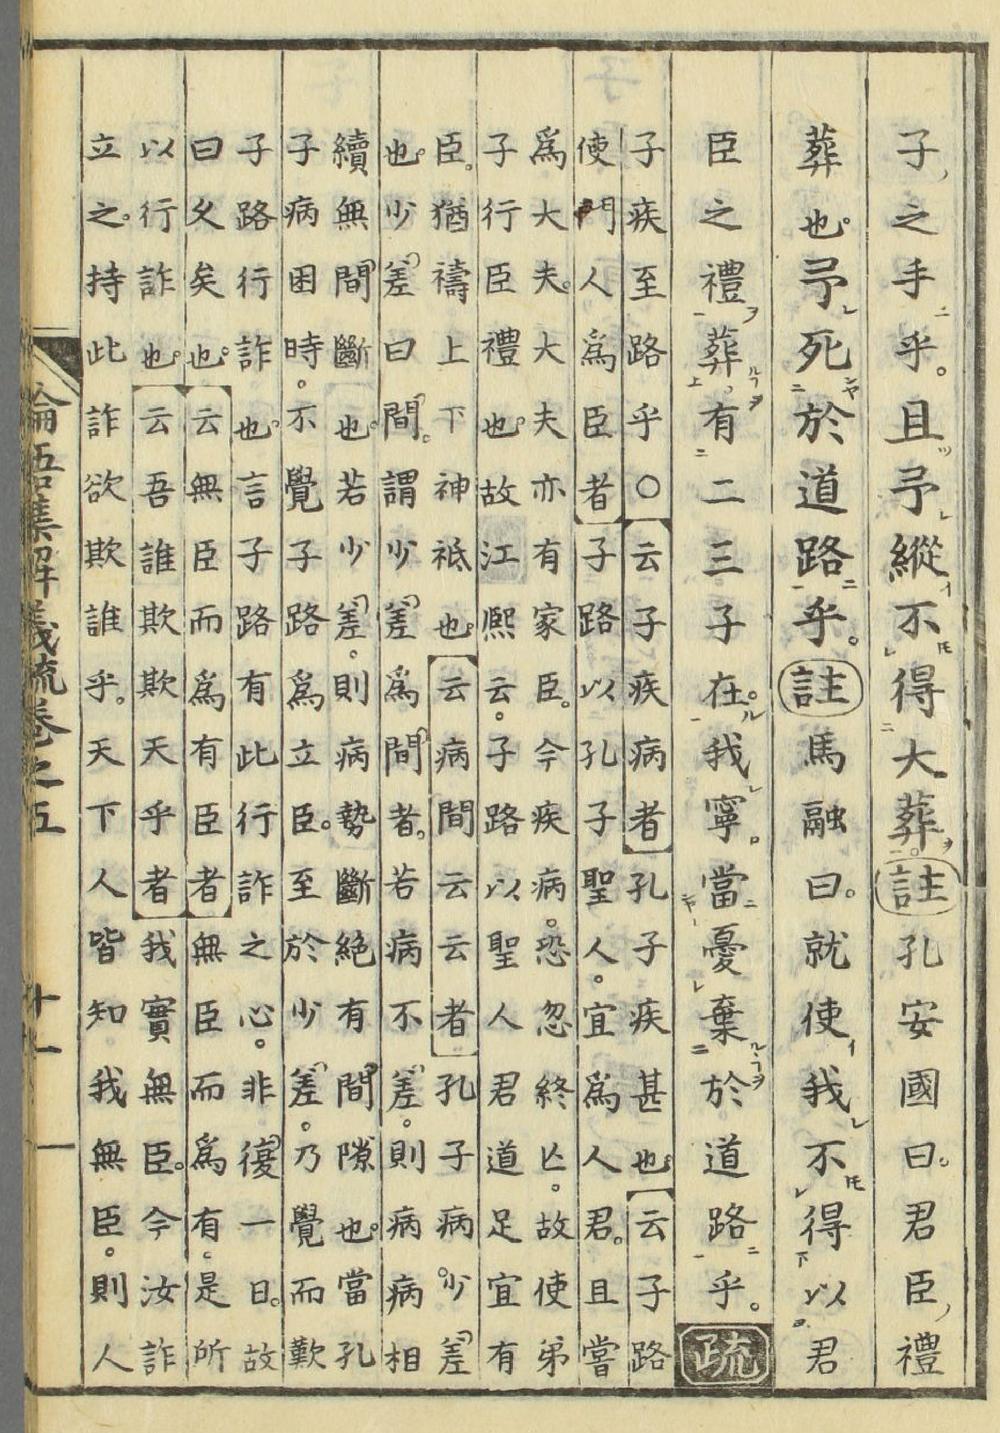 子之手乎。且予縱不得大葬。註孔安國曰。君臣禮
葬也。予死於道路乎。註馬融曰。就使我不得以君
臣之禮葬有二三子在。我寧。當憂棄於道路乎。疏
子疾至路乎○云子疾病者孔子疾甚也。云子路
使門人爲臣者子路以孔子聖人。宜爲人君。且嘗
爲大夫。大夫亦有家臣。今疾病。恐忽終亡。故使弟
子行臣禮也。故江熈云。子路以聖人君道足宜有
臣。猶禱上下神祇也。云病間云云者孔子病。少差
也。少差曰間。謂少差爲間者。若病不差。則病病相
續無間斷也。若少差。則病勢斷絶有間隙也。當孔
子病困時。不覺子路爲立臣。至於少差。乃覺而歎
子路行詐也。言子路有此行詐之心。非復一日。故
曰久矣也。云無臣而爲有臣者無臣而爲有。是所
以行詐也。云吾誰欺欺天乎者我實無臣。今汝詐
立之。持此詐欲欺誰乎。天下人皆知我無臣。則人
論語集解義疏卷之五 十一